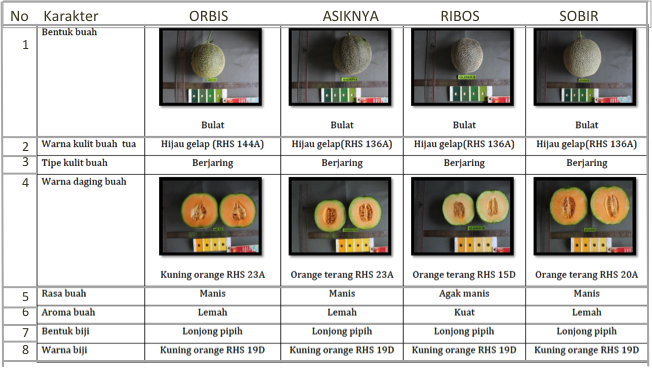 No Karakter ORBIS ASIKNYA RIBOS SOBIR
1 Bentuk buah
Bulat Bulat Bulat Bulat
2 Warna kulit buah tua Hijau gelap (RHS 144A) Hijau gelap(RHS 136A) Hijau gelap(RHS 136A) Hijau gelap(RHS 136A)
3 Tipe kulit buah Berjaring Berjaring Berjaring Berjaring
4 Warna daging buah
Kuning orange RHS 23A Orange terang RHS 23A Orange terang RHS 15D Orange terang RHS 20A
5 Rasa buah Manis Manis Agak manis Manis
6 Aroma buah Lemah Lemah Kuat Lemah
7 Bentuk biji Lonjong pipih Lonjong pipih Lonjong pipih Lonjong pipih
8 Warna biji Kuning orange RHS 19D Kuning orange RHS 19D Kuning orange RHS 19D Kuning orange RHS 19D